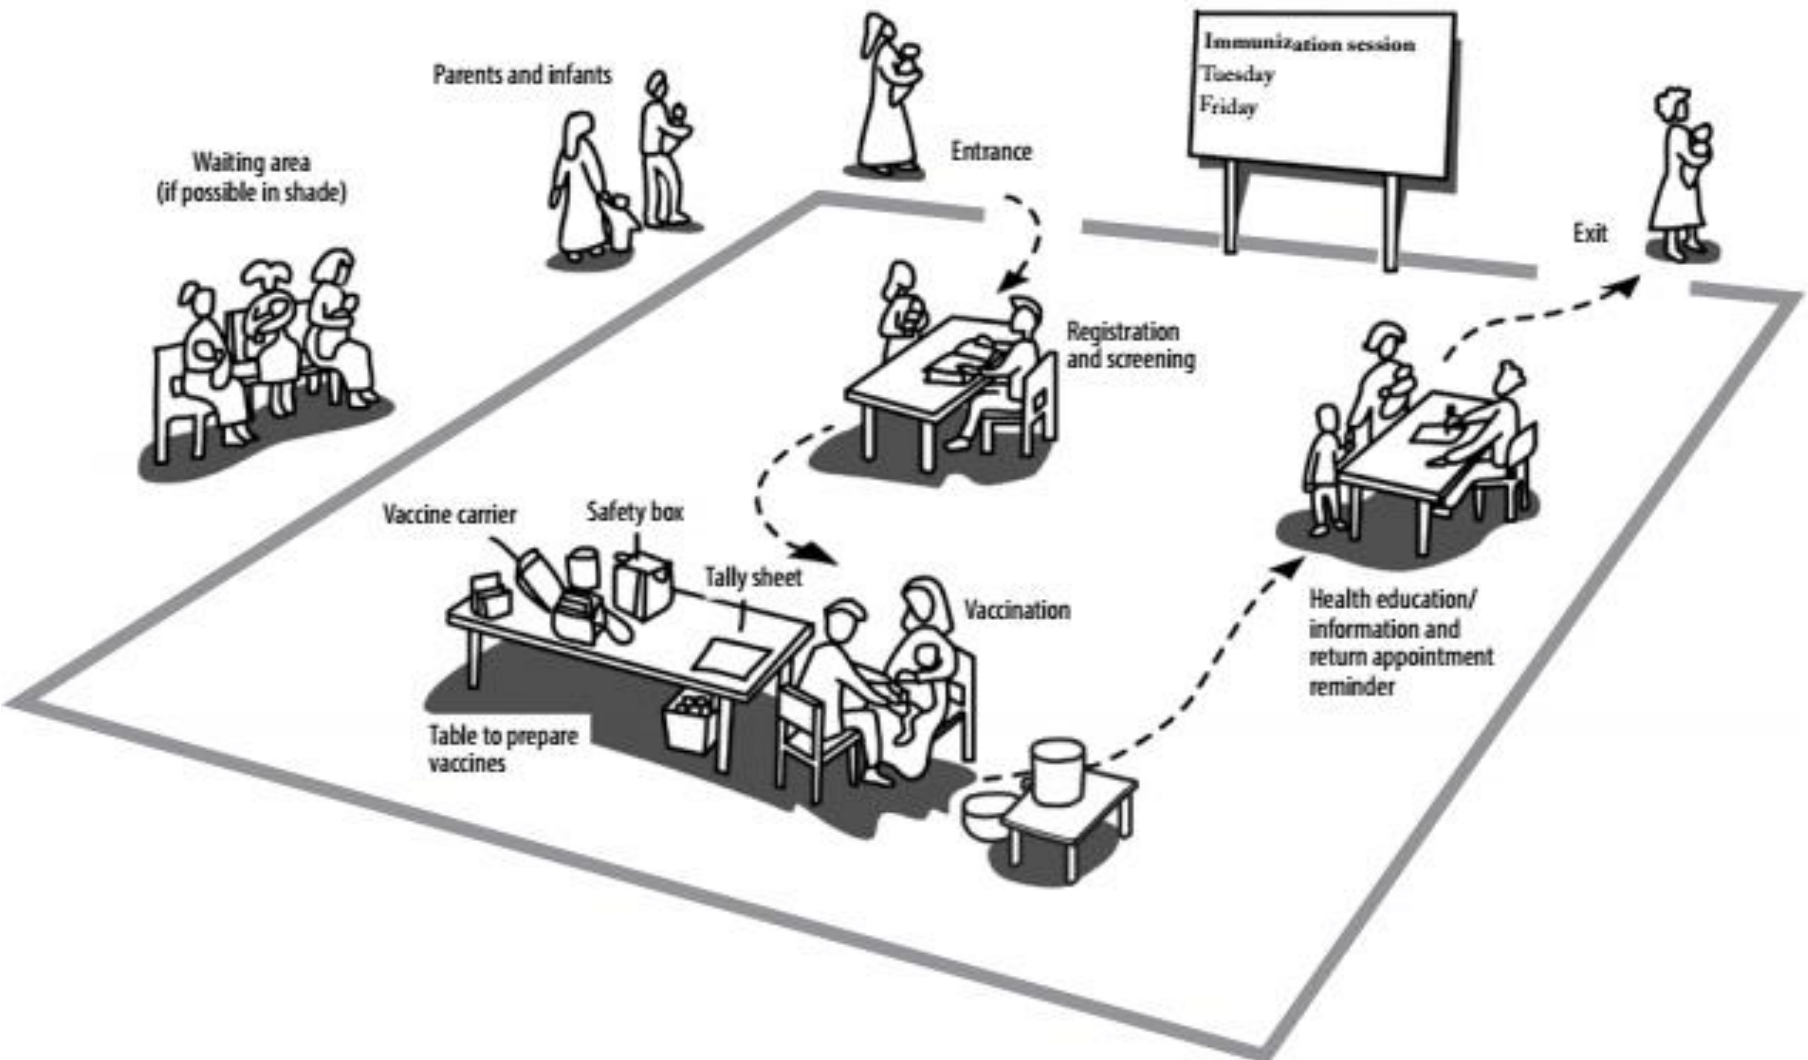 Parents and infants
Waiting area
(if possible in shade)
Entrance
Immunization session
Tuesday
Friday
Exit
Registration
and screening
Vaccine carrier
Safety box
Tally sheet
Vaccination
Table to prepare
vaccines
Health education/
information and
return appointment
reminder